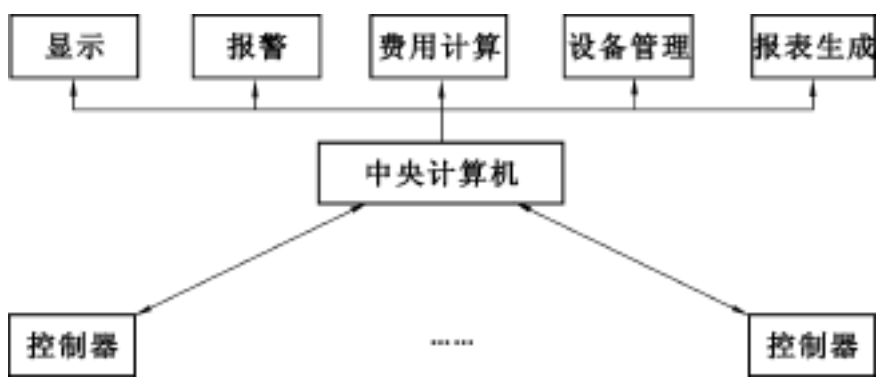 显示
报警
费用计算
设备管理
报表生成
中央计算机
控制器
……
控制器